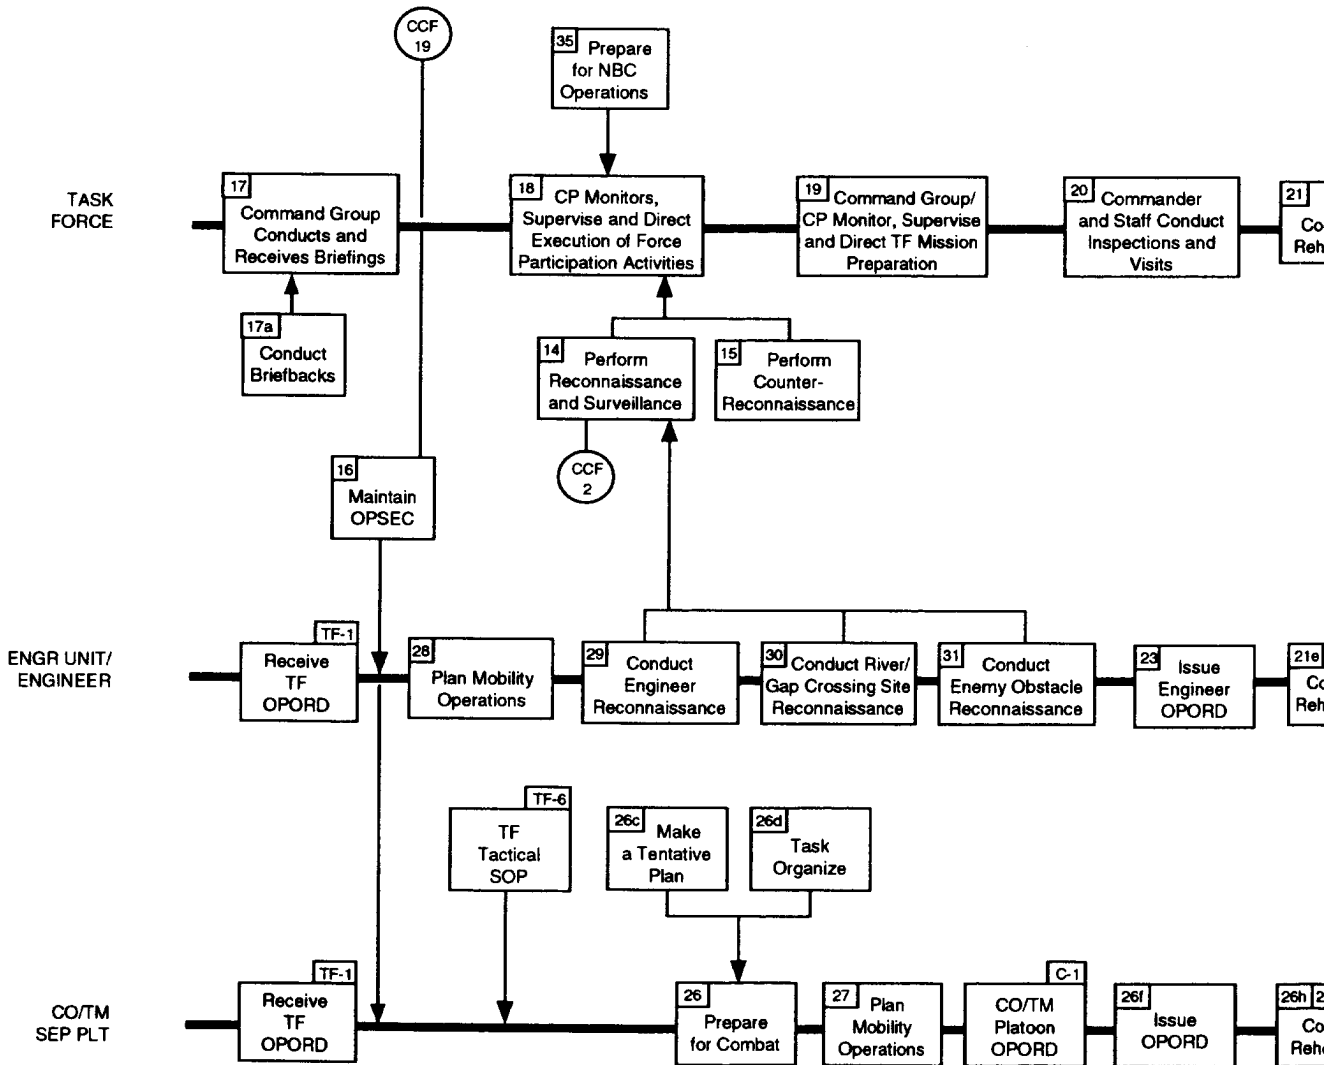 CCF
19
35
Prepare
for NBC
Operations
TASK
FORCE
17
Command Group
Conducts and
Receives Briefings
18
CP Monitors,
Supervise and Direct
Execution of Force
Participation Activities
19
Command Group/
CP Monitor, Supervise
and Direct TF Mission
Preparation
20
Commander
and Staff Conduct
Inspections and
Visits
21
Co-
Reh
17a
Conduct
Briefbacks
14
Perform
Reconnaissance
and Surveillance
15
Perform
Counter-
Reconnaissance
CCF
2
16
Maintain
OPSEC
ENGR UNIT/
ENGINEER
TF-1
Receive
TF
OPORD
28
Plan Mobility
Operations
29
Conduct
Engineer
Reconnaissance
30
Conduct River/
Gap Crossing Site
Reconnaissance
31
Conduct
Enemy Obstacle
Reconnaissance
23
Issue
Engineer
OPORD
21e
Co
Reh
TF-6
TF
Tactical
SOP
26c
Make
a Tentative
Plan
26d
Task
Organize
CO/TM
SEP PLT
TF-1
Receive
TF
OPORD
26
Prepare
for Combat
27
Plan
Mobility
Operations
C-1
CO/TM
Platoon
OPORD
26f
Issue
OPORD
26h 2
Co
Reh